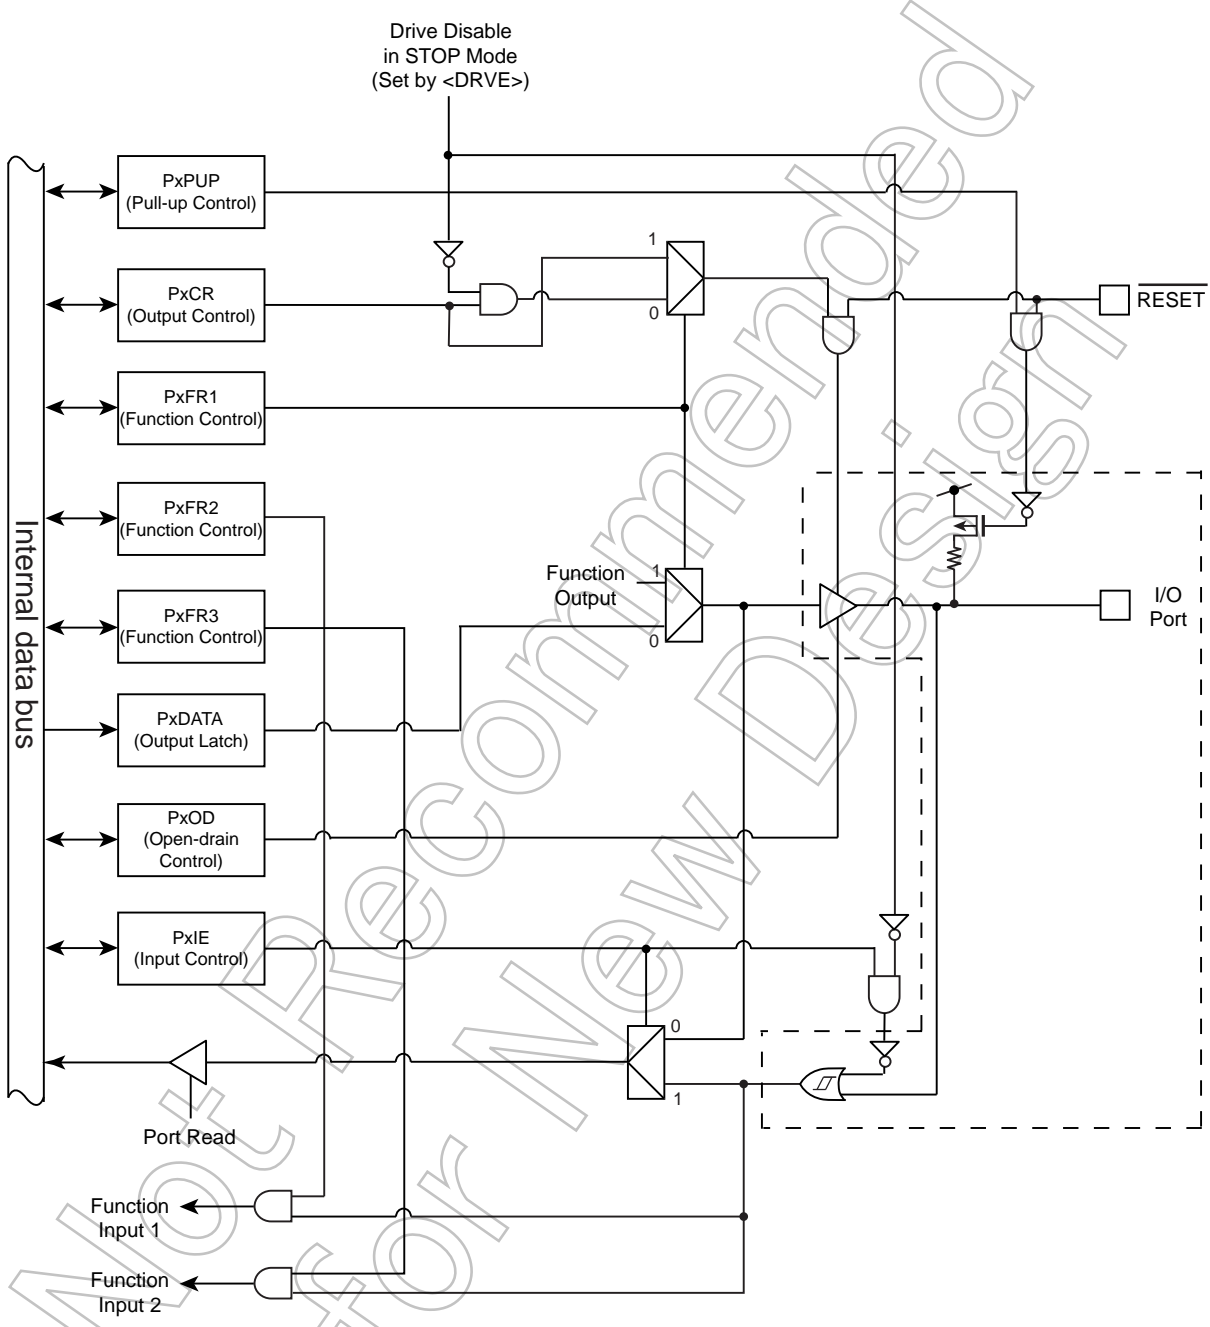 Drive Disable
in STOP Mode
(Set by <DRVE>)
Internal data bus
PxPUP
(Pull-up Control)
PxCR
(Output Control)
1
0
RESET
PxFR1
(Function Control)
PxFR2
(Function Control)
PxFR3
(Function Control)
Function
Output
1
0
I/O
Port
PxDATA
(Output Latch)
PxOD
(Open-drain
Control)
PxIE
(Input Control)
0
1
Port Read
Function
Input 1
Function
Input 2
Not Recommended
for New Design